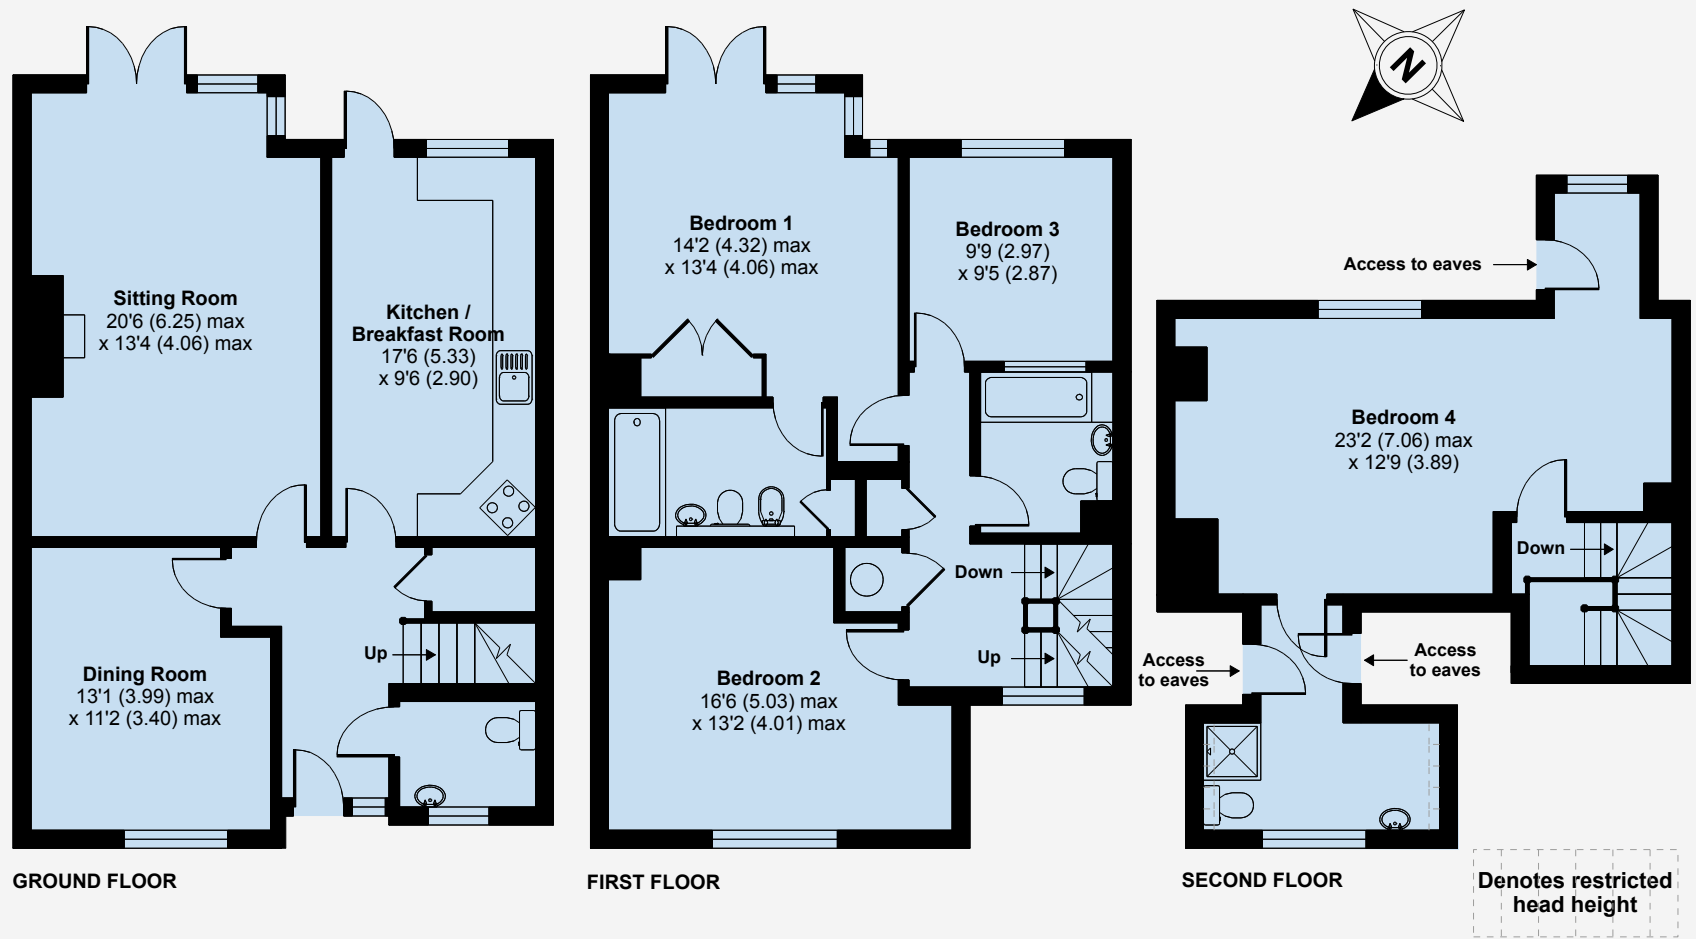 N
Sitting Room
20'6 (6.25) max
x 13'4 (4.06) max
Kitchen /
Breakfast Room
17'6 (5.33)
x 9'6 (2.90)
Dining Room
13'1 (3.99) max
x 11'2 (3.40) max
Up
GROUND FLOOR
Bedroom 1
14'2 (4.32) max
x 13'4 (4.06) max
Bedroom 3
9'9 (2.97)
x 9'5 (2.87)
Down
Up
Bedroom 2
16'6 (5.03) max
x 13'2 (4.01) max
FIRST FLOOR
Access to eaves
Bedroom 4
23'2 (7.06) max
x 12'9 (3.89)
Down
Access
to eaves
Access
to eaves
SECOND FLOOR
Denotes restricted
head height